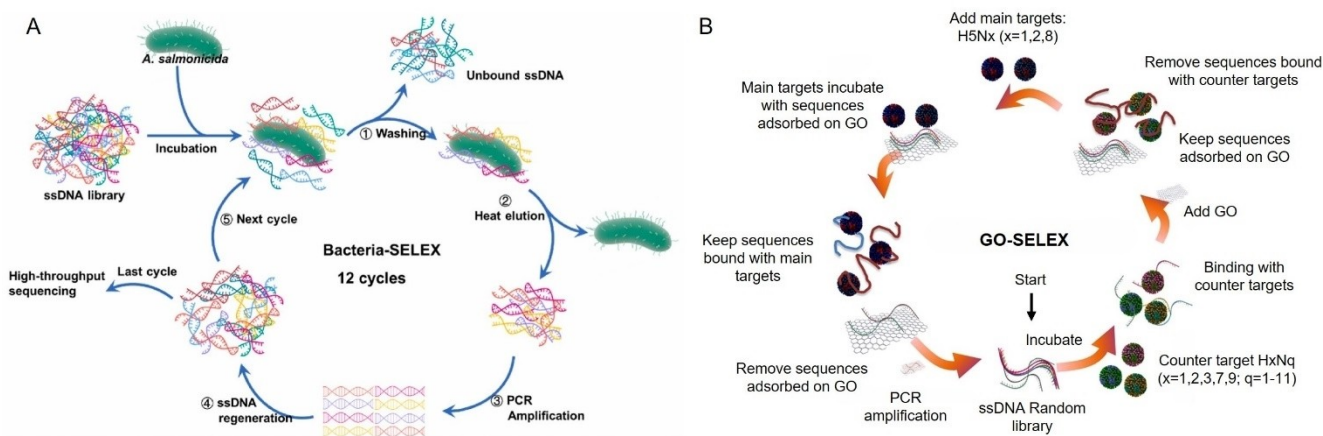 A
A. salmonicida
Unbound ssDNA
ssDNA library
Incubation
① Washing
②
Heat elution
⑤ Next cycle
Bacteria-SELEX
12 cycles
High-throughput
sequencing
Last cycle
④ ssDNA
regeneration
③ PCR
Amplification
B
Add main targets:
H5Nx (x=1,2,8)
Remove sequences bound
with counter targets
Main targets incubate
with sequences
adsorbed on GO
Keep sequences
adsorbed on GO
Add GO
Keep sequences
bound with main
targets
GO-SELEX
Start
Binding with
counter targets
Incubate
Counter target HxNq
(x=1,2,3,7,9; q=1-11)
Remove sequences
adsorbed on GO
PCR
amplification
ssDNA Random
library